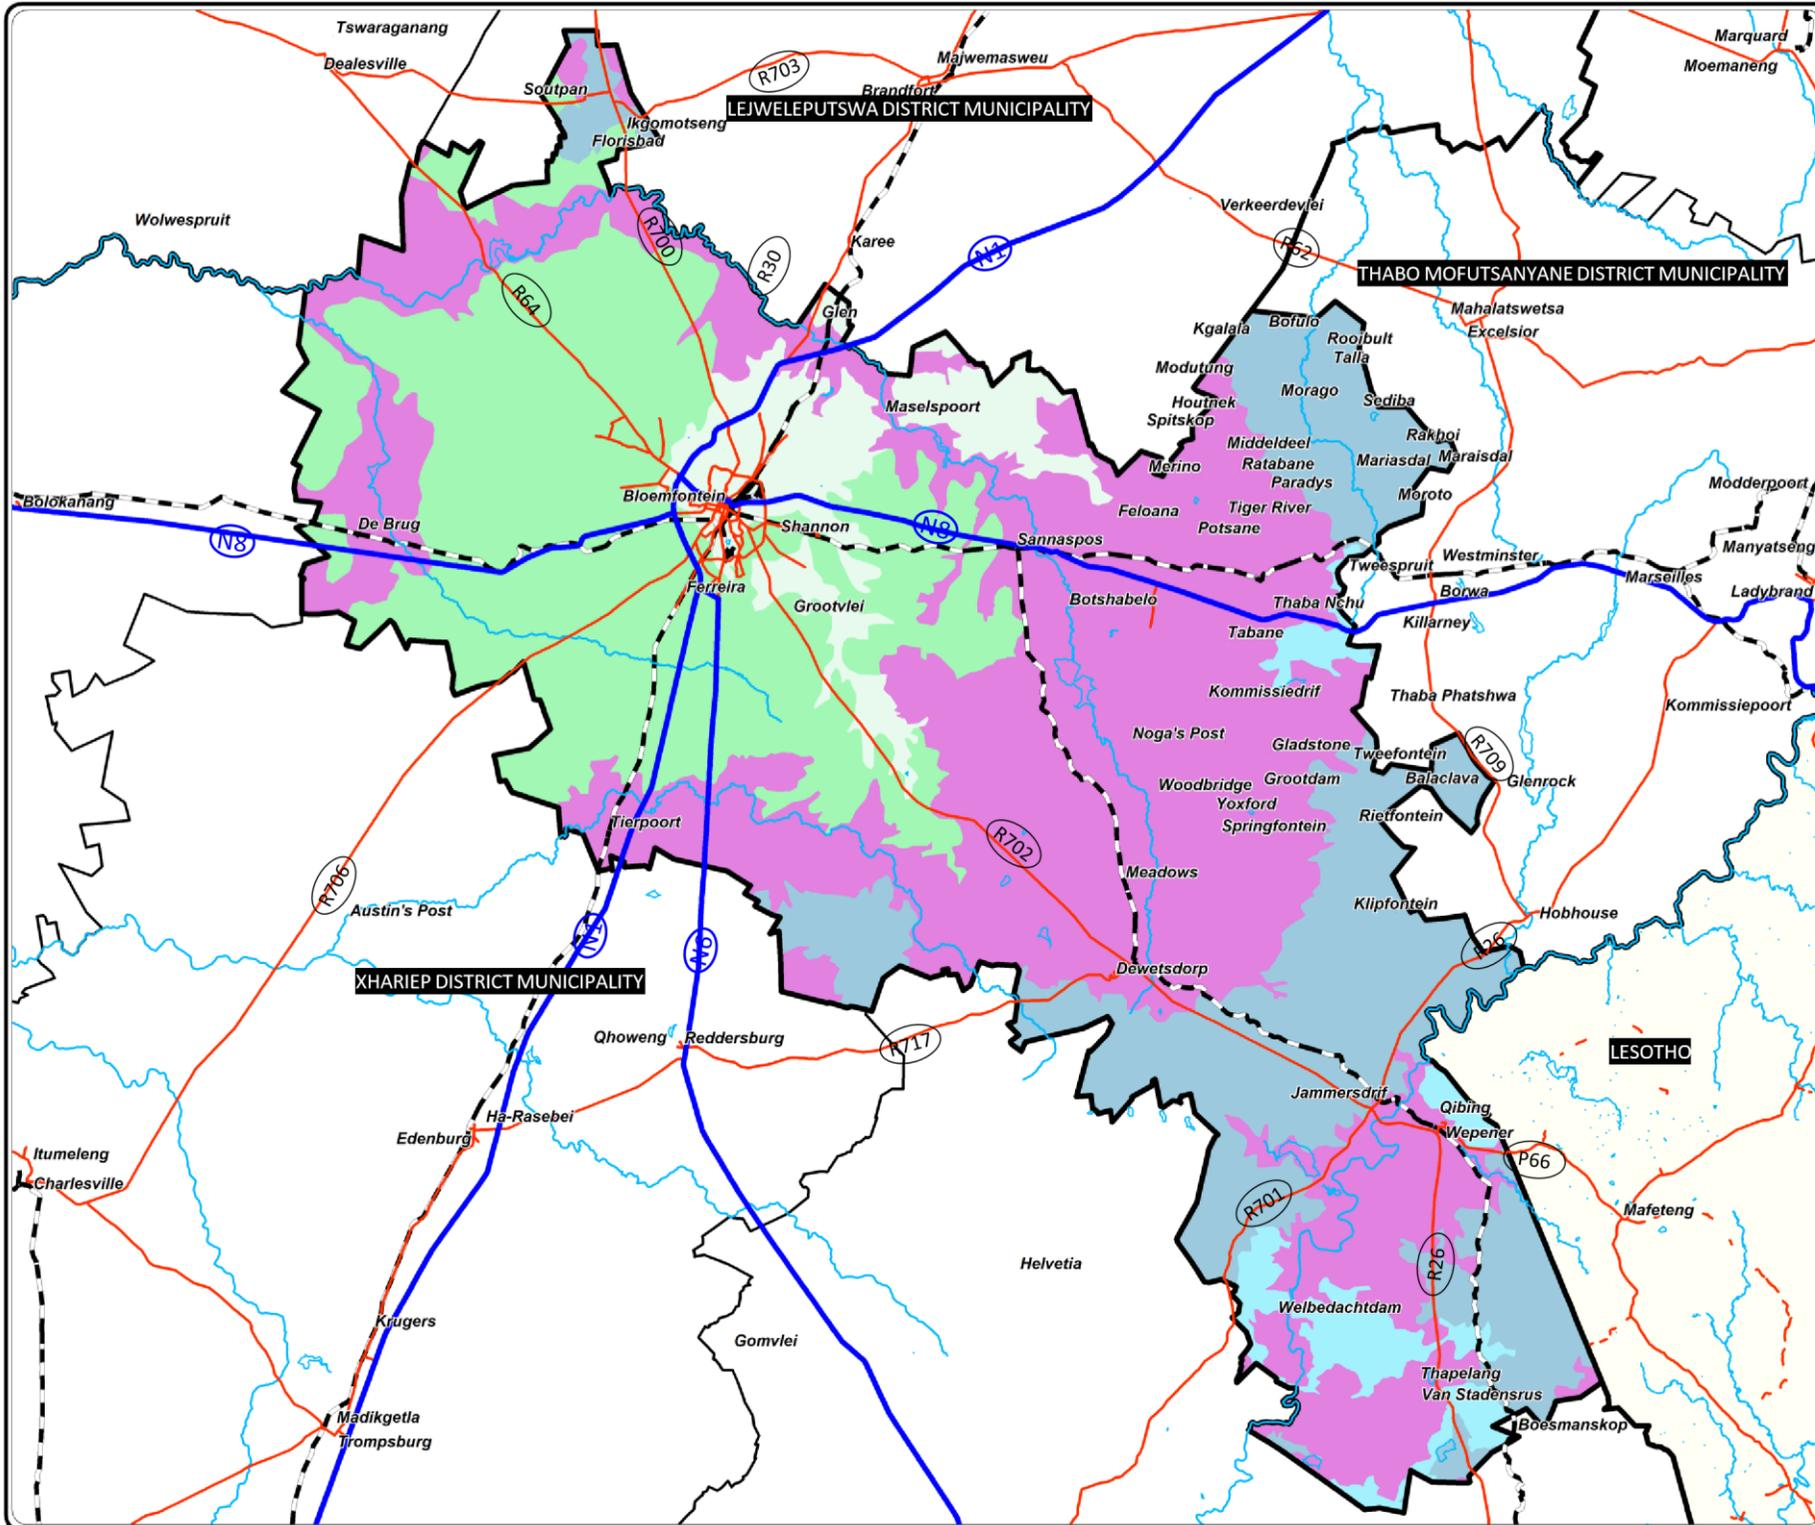 Tswaraganang
Dealesville
Soutpan
R703
Majwemasweu
Brandfort
LEJWELEPUTSWA DISTRICT MUNICIPALITY
Marquard
Moemaneng
Ikgomotseng
Florisbad
Wolwespruit
R700
R30
Karee
N1
Verkeerdevlei
R62
THABO MOFUTSANYANE DISTRICT MUNICIPALITY
R64
Glen
Mahalatswetsa
Excelsior
Kgalala
Bofulo
Rooibult
Talla
Modutung
Morago
Houtnek
Spitskop
Sediba
Maselspoort
Middeldeel
Rakhoi
Merino
Ratabane
Mariasdal
Maraisdal
Paradys
Bolokanang
Bloemfontein
Moroto
Modderpoort
De Brug
N8
Shannon
N8
Feloana
Tiger River
Potsane
Sannaspos
Manyatseng
Westminster
Tweespruit
Marseilles
Ferreira
Grootvlei
Botshabelo
Thaba Nchu
Borwa
Ladybrand
Tabane
Killarney
Kommissiedrif
Thaba Phatshwa
Kommissiepoort
Noga's Post
Gladstone
Tweefontein
R709
Woodbridge
Grootdam
Balaclava
Glenrock
Yoxford
Springfontein
Rietfontein
Tierpoort
R702
Meadows
R706
Austin's Post
Klipfontein
Hobhouse
N1
N6
R26
XHARIEP DISTRICT MUNICIPALITY
Dewetsdorp
Qhoweng
Reddersburg
R717
LESOTHO
Jammersdrif
Qibing
Wepener
Ha-Rasebei
Edenburg
P66
Itumeleng
Charlesville
R701
Mafeteng
Helvetia
R26
Welbedachtdam
Krugers
Gomvlei
Thapelang
Van Stadensrus
Madikgetla
Trompsburg
Boesmanskop